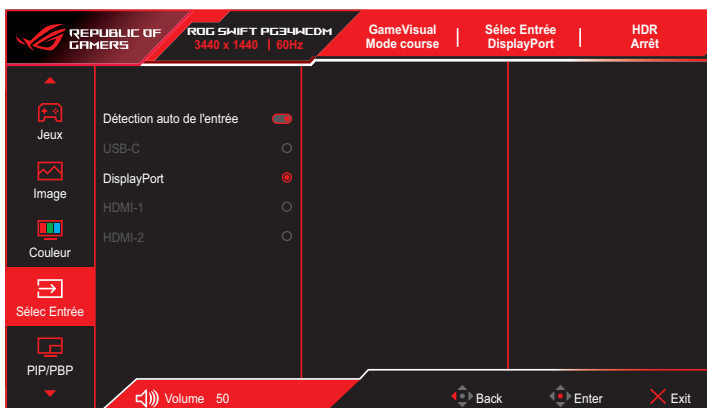 REPUBLIC OF
GAMERS
ROG SWIFT PG34WCDM
3440 x 1440 | 60Hz
GameVisual
Mode course
Sélec Entrée
DisplayPort
HDR
Arrêt
Jeux
Image
Couleur
Sélec Entrée
PIP/PBP
Détection auto de l'entrée
USB-C
DisplayPort
HDMI-1
HDMI-2
Volume 50
Back
Enter
Exit